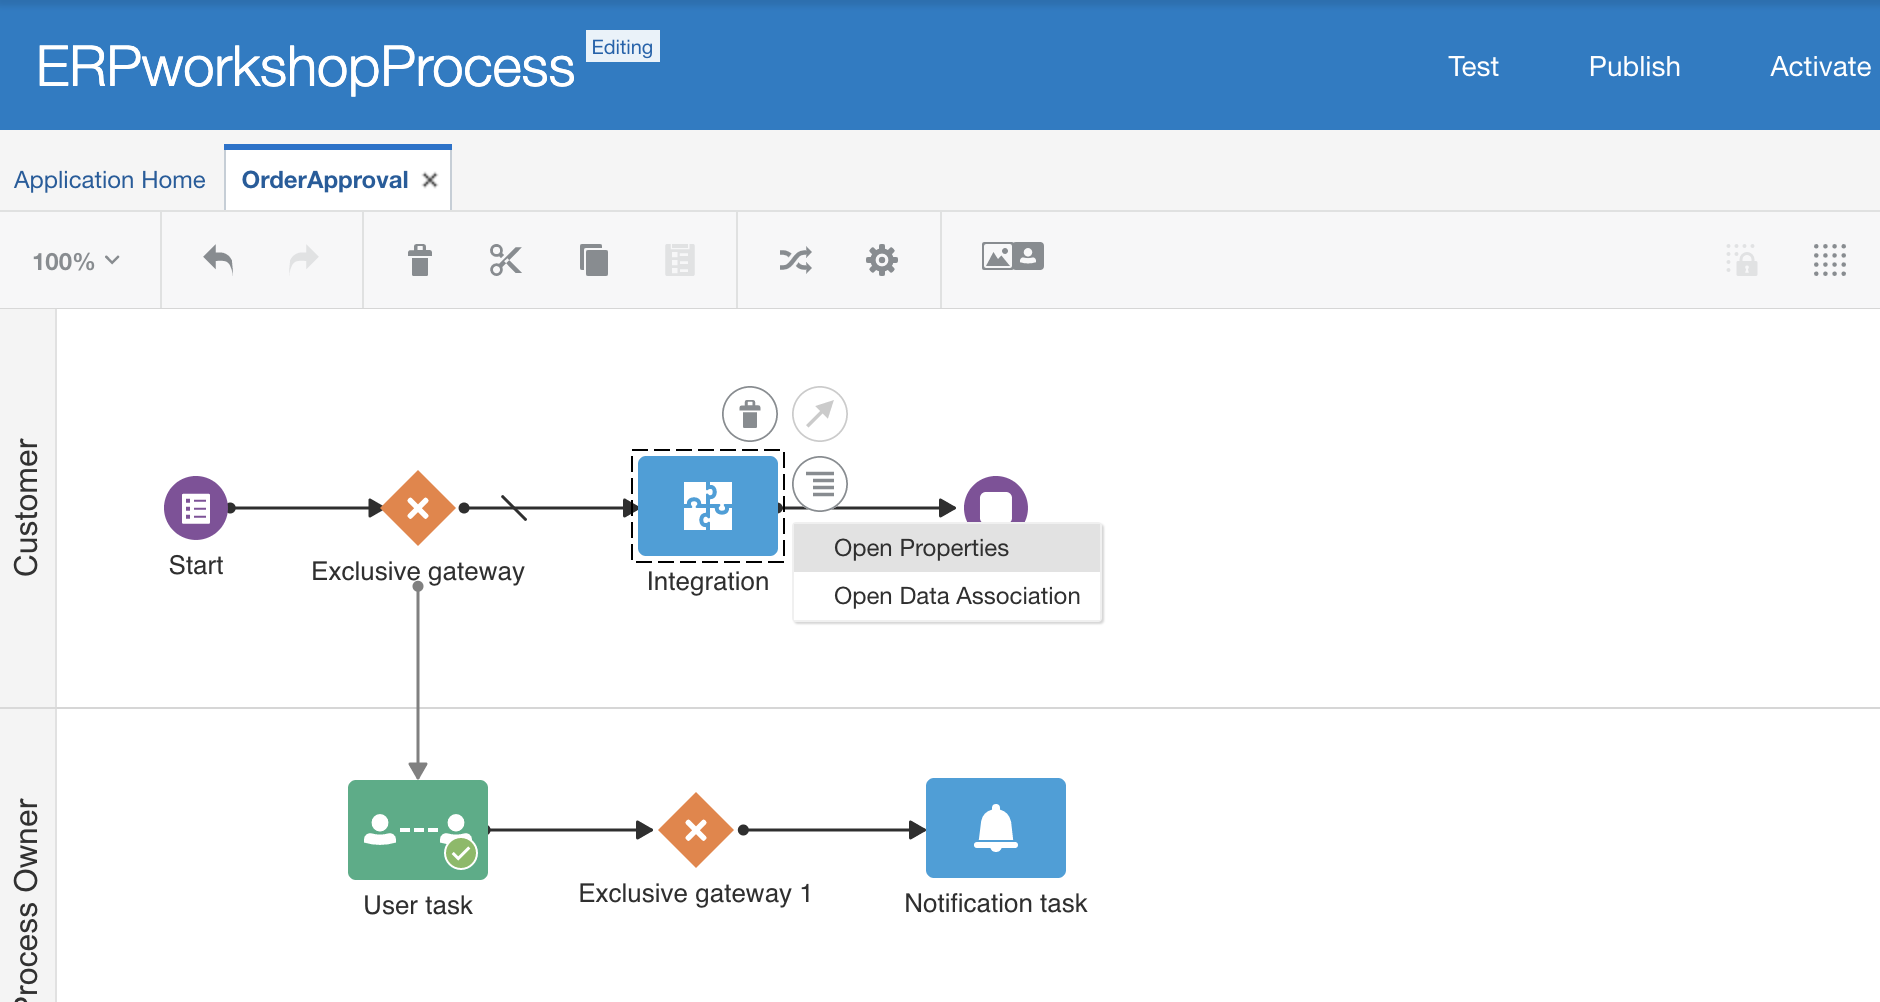 ERPworkshopProcess Editing
Test Publish Activate
Application Home OrderApproval
100%
Customer
Start
Exclusive gateway
Integration
Open Properties
Open Data Association
Process Owner
User task
Exclusive gateway 1
Notification task